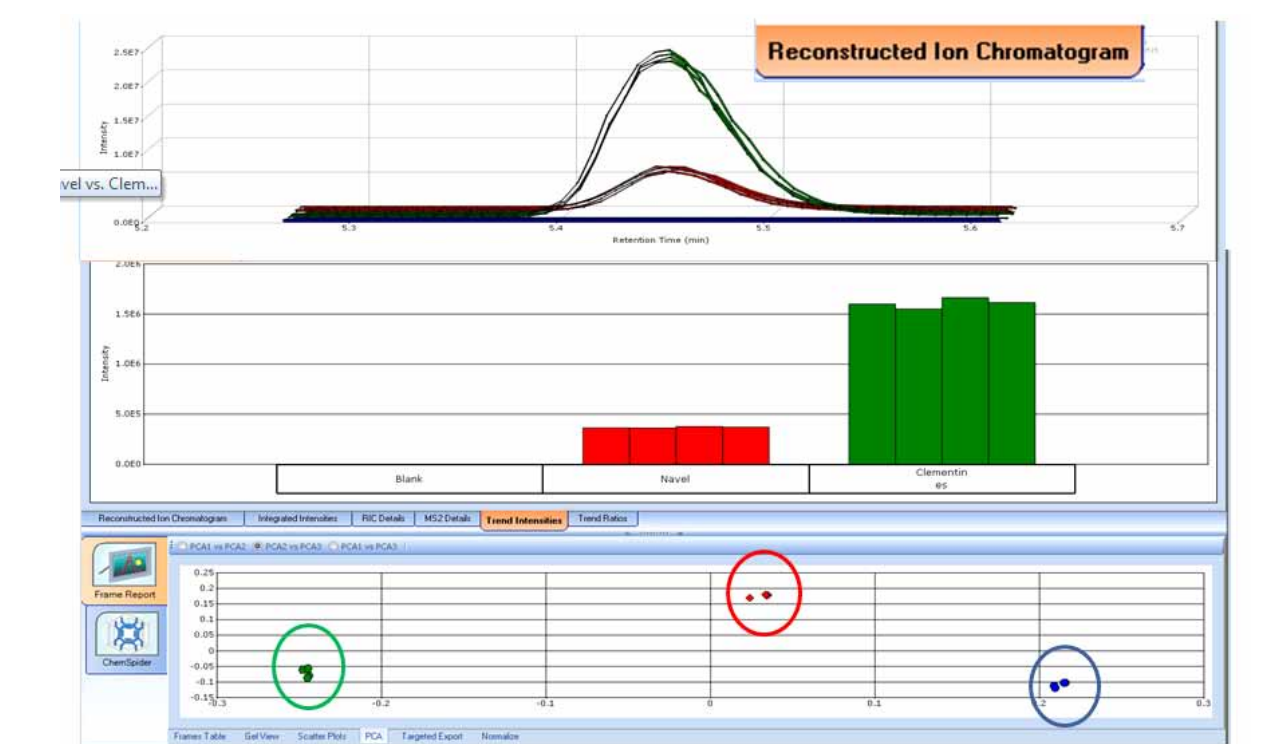 Reconstructed Ion Chromatogram
2.5E7
2.0E7
1.5E7
1.0E7
0.0E0
Intensity
vel vs. Clem...
5.2 5.3 5.4 5.5 5.6 5.7
Retention Time (min)
2.0E6
1.5E6
1.0E6
5.0E5
0.0E0
Intensity
Blank Navel Clementin
es
Reconstructed Ion Chromatogram Integrated Intensities RIC Details MS2 Details Trend Intensities Trend Ratios
PCA1 vs PCA2 PCA2 vs PCA3 PCA1 vs PCA3
Frame Report
ChemSpider
0.25
0.2
0.15
0.1
0.05
0
-0.05
-0.1
-0.15
-0.3 -0.2 -0.1 0 0.1 0.3
Frames Table Gel View Scatter Plots PCA Targeted Export Normalize